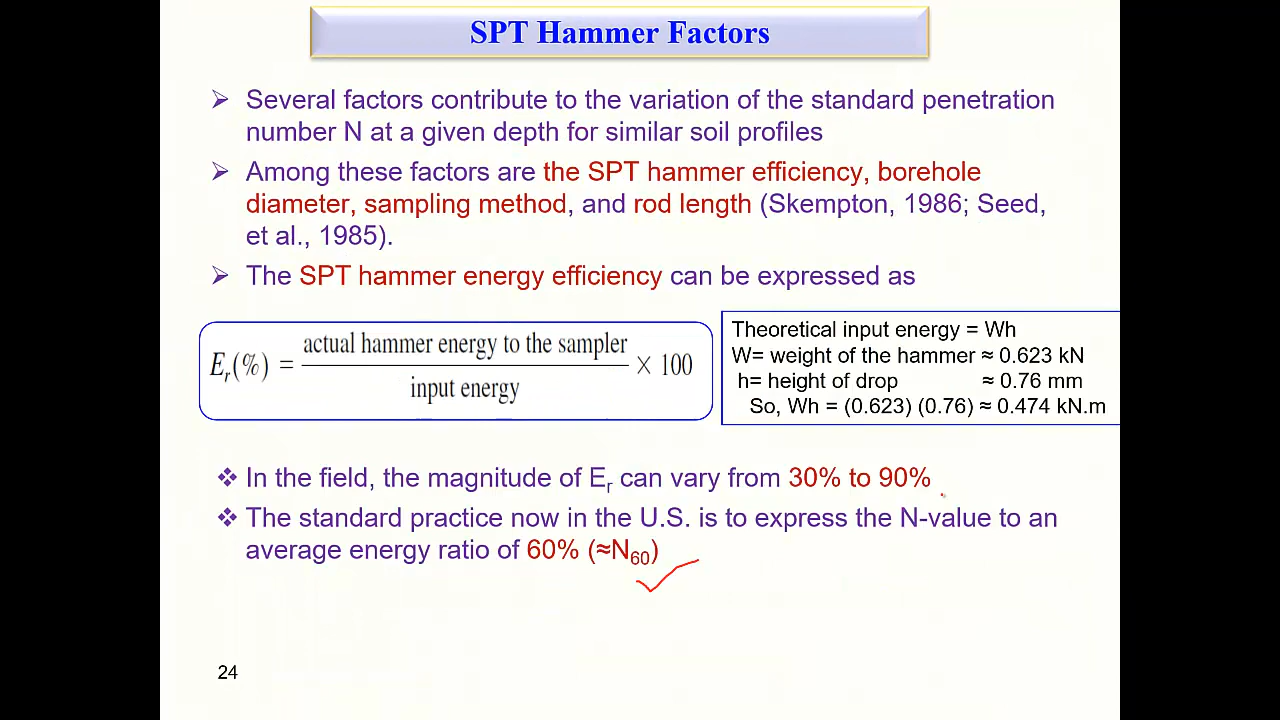 SPT Hammer Factors
➢ Several factors contribute to the variation of the standard penetration
number N at a given depth for similar soil profiles
➢ Among these factors are the SPT hammer efficiency, borehole
diameter, sampling method, and rod length (Skempton, 1986; Seed,
et al., 1985).
➢ The SPT hammer energy efficiency can be expressed as
Er(%) = actual hammer energy to the sampler / input energy × 100
Theoretical input energy = Wh
W= weight of the hammer ≈ 0.623 kN
h= height of drop ≈ 0.76 mm
So, Wh = (0.623) (0.76) ≈ 0.474 kN.m
❖ In the field, the magnitude of Er can vary from 30% to 90%
❖ The standard practice now in the U.S. is to express the N-value to an
average energy ratio of 60% (≈N60)
24